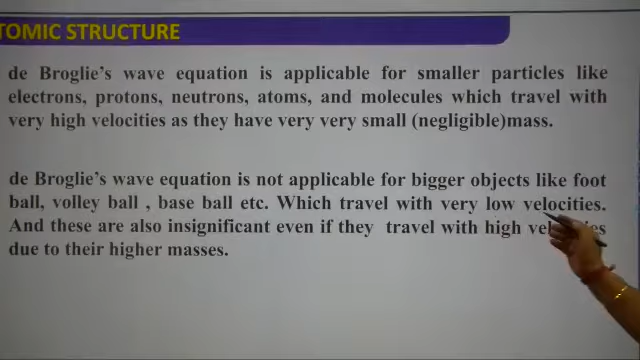 TOMIC STRUCTURE
de Broglie's wave equation is applicable for smaller particles like
electrons, protons, neutrons, atoms, and molecules which travel with
very high velocities as they have very very small (negligible)mass.
de Broglie's wave equation is not applicable for bigger objects like foot
ball, volley ball , base ball etc. Which travel with very low velocities.
And these are also insignificant even if they travel with high
due to their higher masses.